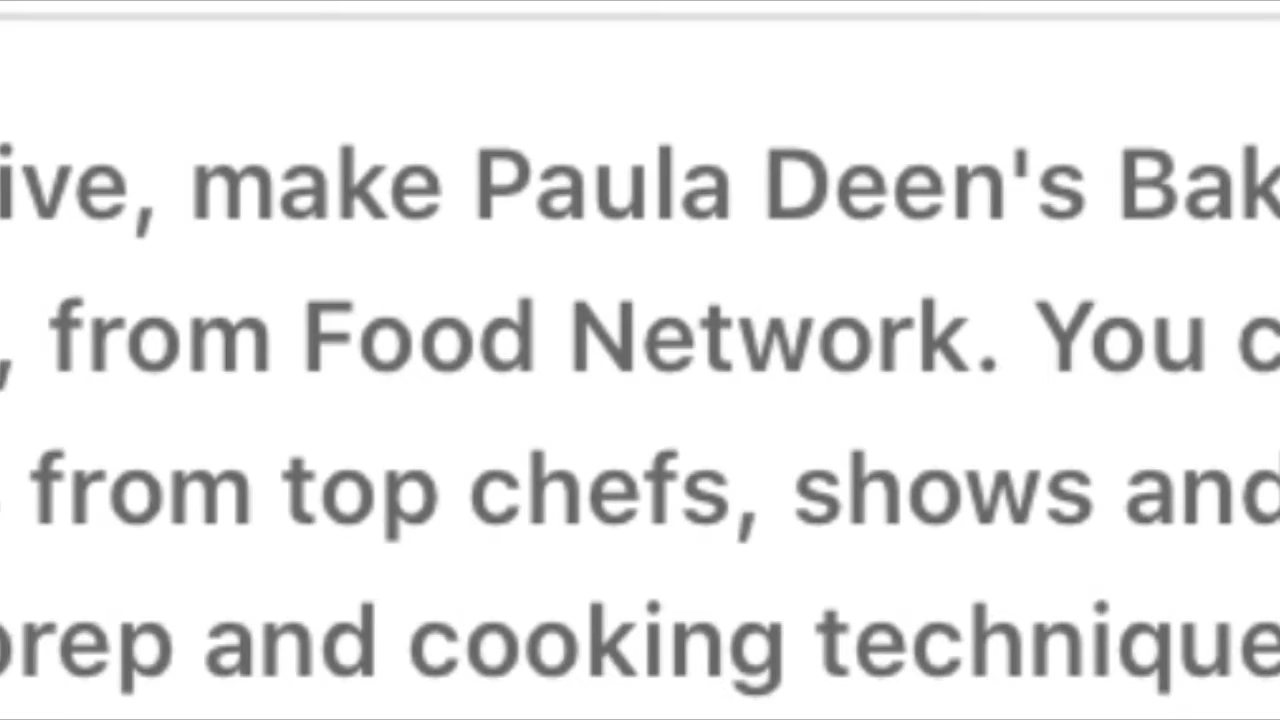 ive, make Paula Deen's Bak
, from Food Network. You c
from top chefs, shows and
prep and cooking technique